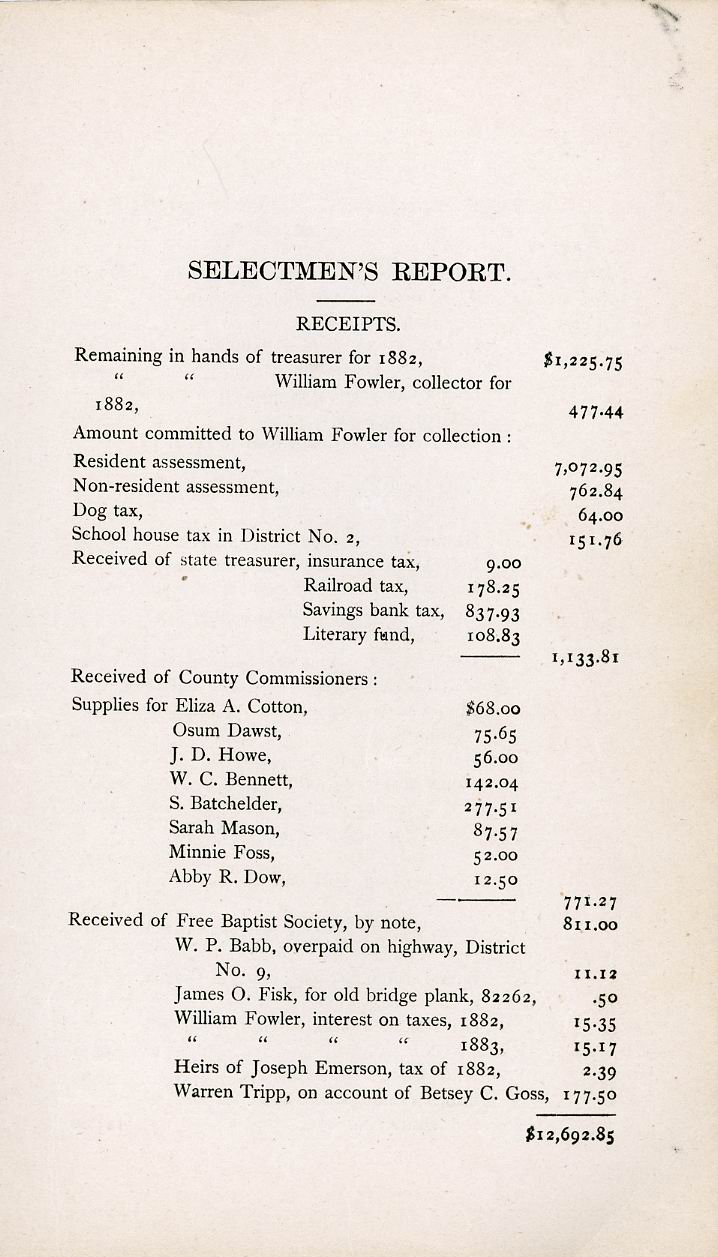 SELECTMEN'S REPORT.
RECEIPTS.
Remaining in hands of treasurer for 1882, $1,225.75
“ “ William Fowler, collector for
1882, 477.44
Amount committed to William Fowler for collection :
Resident assessment, 7,072.95
Non-resident assessment, 762.84
Dog tax, 64.00
School house tax in District No. 2, 151.76
Received of state treasurer, insurance tax, 9.00
Railroad tax, 178.25
Savings bank tax, 837.93
Literary fund, 108.83
1,133.81
Received of County Commissioners :
Supplies for Eliza A. Cotton, $68.00
Osum Dawst, 75.65
J. D. Howe, 56.00
W. C. Bennett, 142.04
S. Batchelder, 277.51
Sarah Mason, 87.57
Minnie Foss, 52.00
Abby R. Dow, 12.50
771.27
Received of Free Baptist Society, by note, 811.00
W. P. Babb, overpaid on highway, District
No. 9, 11.12
James O. Fisk, for old bridge plank, 82262, .50
William Fowler, interest on taxes, 1882, 15.35
“ “ “ “ 1883, 15.17
Heirs of Joseph Emerson, tax of 1882, 2.39
Warren Tripp, on account of Betsey C. Goss, 177.50
$12,692.85